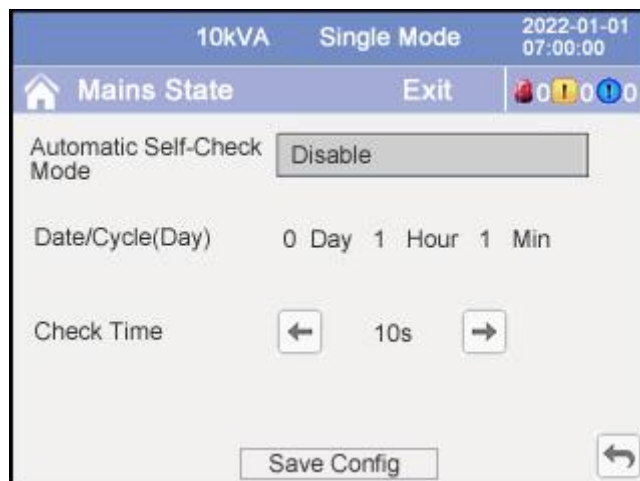 10kVA Single Mode 2022-01-01
07:00:00
Mains State Exit 0 ! 0 ! 0
Automatic Self-Check Mode Disable
Date/Cycle(Day) 0 Day 1 Hour 1 Min
Check Time 10s
Save Config